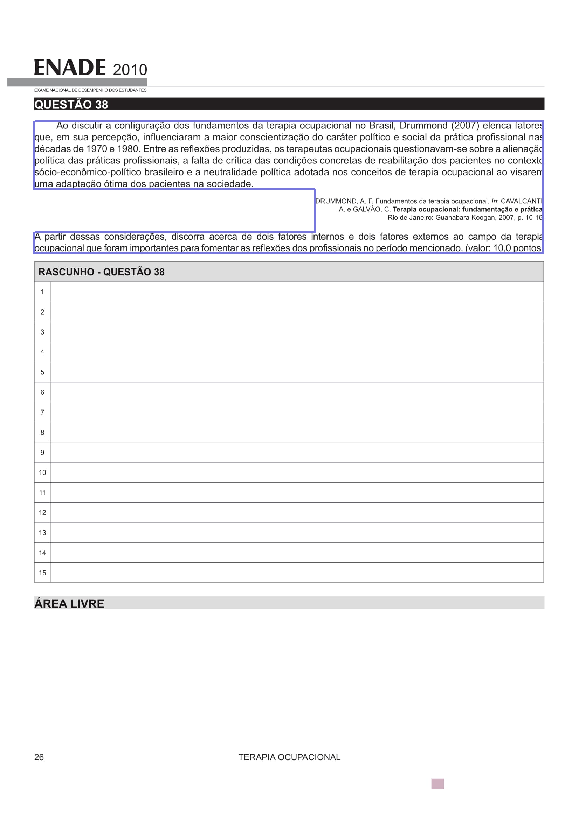 ENADE 2010
EXAME NACIONAL DE DESEMPENHO DOS ESTUDANTES
QUESTÃO 38
Ao discutir a configuração dos fundamentos da terapia ocupacional no Brasil, Drummond (2007) elenca fatores
que, em sua percepção, influenciaram a maior conscientização do caráter político e social da prática profissional nas
décadas de 1970 e 1980. Entre as reflexões produzidas, os terapeutas ocupacionais questionavam-se sobre a alienação
política das práticas profissionais, a falta de crítica das condições concretas de reabilitação dos pacientes no contexto
sócio-econômico-político brasileiro e a neutralidade política adotada nos conceitos de terapia ocupacional ao visarem
uma adaptação ótima dos pacientes na sociedade.
DRUMMOND, A. F. Fundamentos da terapia ocupacional. In: CAVALCANTI,
A. e GALVÃO, C. Terapia ocupacional: fundamentação e prática.
Rio de Janeiro: Guanabara Koogan, 2007, p. 10-16.
A partir dessas considerações, discorra acerca de dois fatores internos e dois fatores externos ao campo da terapia
ocupacional que foram importantes para fomentar as reflexões dos profissionais no período mencionado. (valor: 10,0 pontos)
RASCUNHO - QUESTÃO 38
1
2
3
4
5
6
7
8
9
10
11
12
13
14
15
ÁREA LIVRE
26
TERAPIA OCUPACIONAL